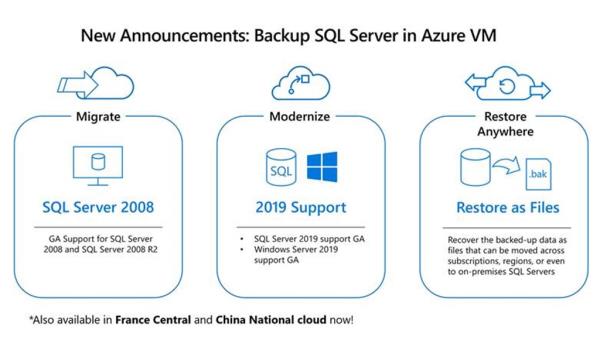 New Announcements: Backup SQL Server in Azure VM
Migrate
SQL Server 2008
GA Support for SQL Server
2008 and SQL Server 2008 R2
Modernize
SQL
2019 Support
• SQL Server 2019 support GA
• Windows Server 2019
support GA
Restore
Anywhere
.bak
Restore as Files
Recover the backed-up data as
files that can be moved across
subscriptions, regions, or even
to on-premises SQL Servers
*Also available in France Central and China National cloud now!